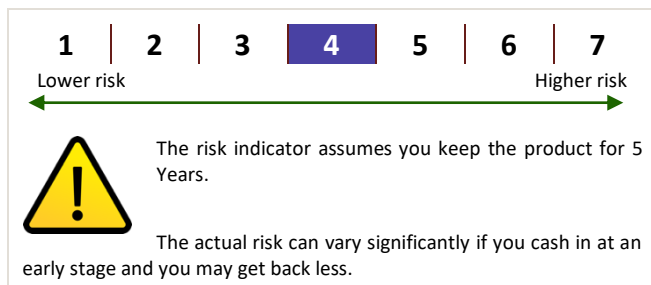 1 2 3 4 5 6 7
Lower risk Higher risk
The risk indicator assumes you keep the product for 5
Years.
The actual risk can vary significantly if you cash in at an
early stage and you may get back less.